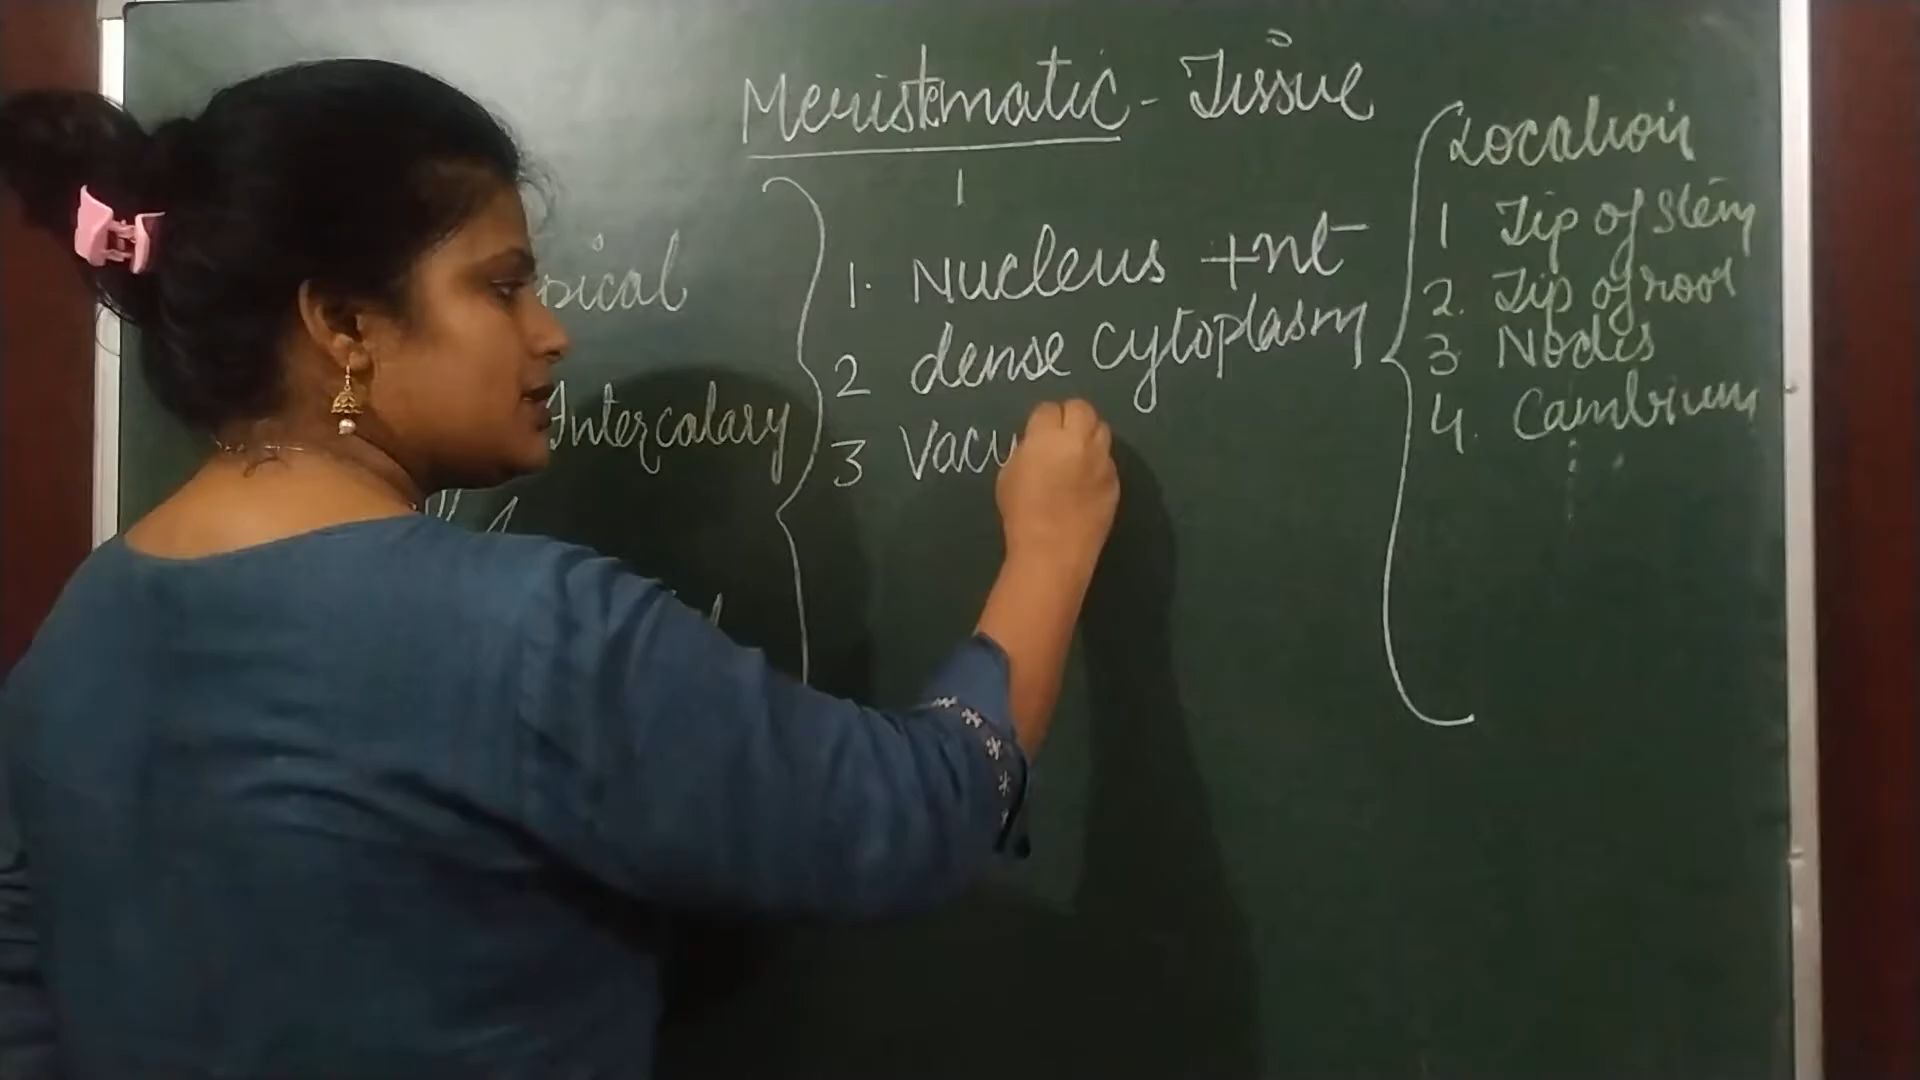 Meristematic - Tissue
pical
Intercalary
1. Nucleus +nt
2 dense cytoplasm
3 Vacu
Location
1 Tip of stem
2. Tip of root
3 Nodes
4. Cambium